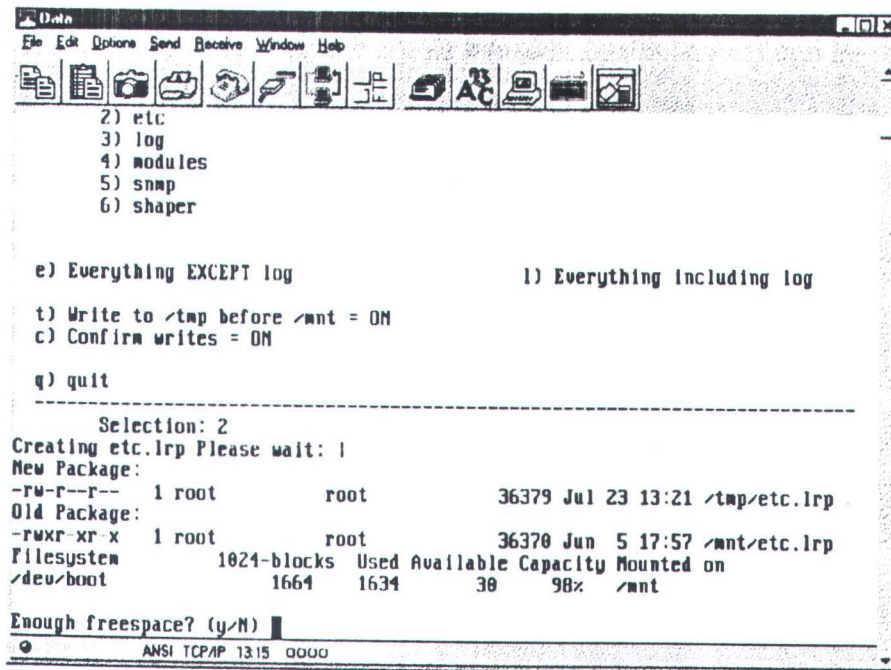 Data
File Edit Options Send Receive Window Help
2) etc
3) log
4) modules
5) snmp
6) shaper
e) Everything EXCEPT log l) Everything including log
t) Write to /tmp before /mnt = ON
c) Confirm writes = ON
q) quit
--------------------------------------------------------------------------------
Selection: 2
Creating etc.lrp Please wait: |
New Package:
-rw-r--r-- 1 root root 36379 Jul 23 13:21 /tmp/etc.lrp
Old Package:
-rwxr-xr-x 1 root root 36370 Jun 5 17:57 /mnt/etc.lrp
Filesystem 1024-blocks Used Available Capacity Mounted on
/dev/boot 1664 1634 30 98% /mnt
Enough freespace? (y/N)
ANSI TCP/IP 13:15